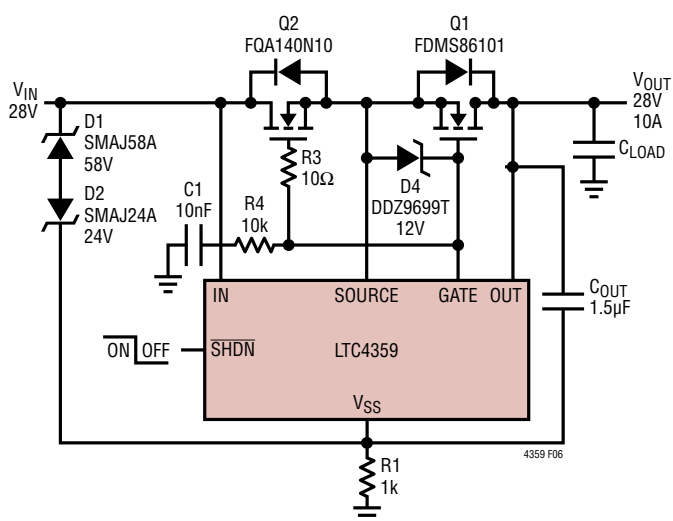 Q2
FQA140N10
Q1
FDMS86101
VIN
28V
VOUT
28V
10A
D1
SMAJ58A
58V
D2
SMAJ24A
24V
R3
10Ω
D4
DDZ9699T
12V
CLOAD
C1
10nF
R4
10k
IN
SOURCE
GATE
OUT
COUT
1.5µF
ON
OFF
SHDN
LTC4359
VSS
4359 F06
R1
1k